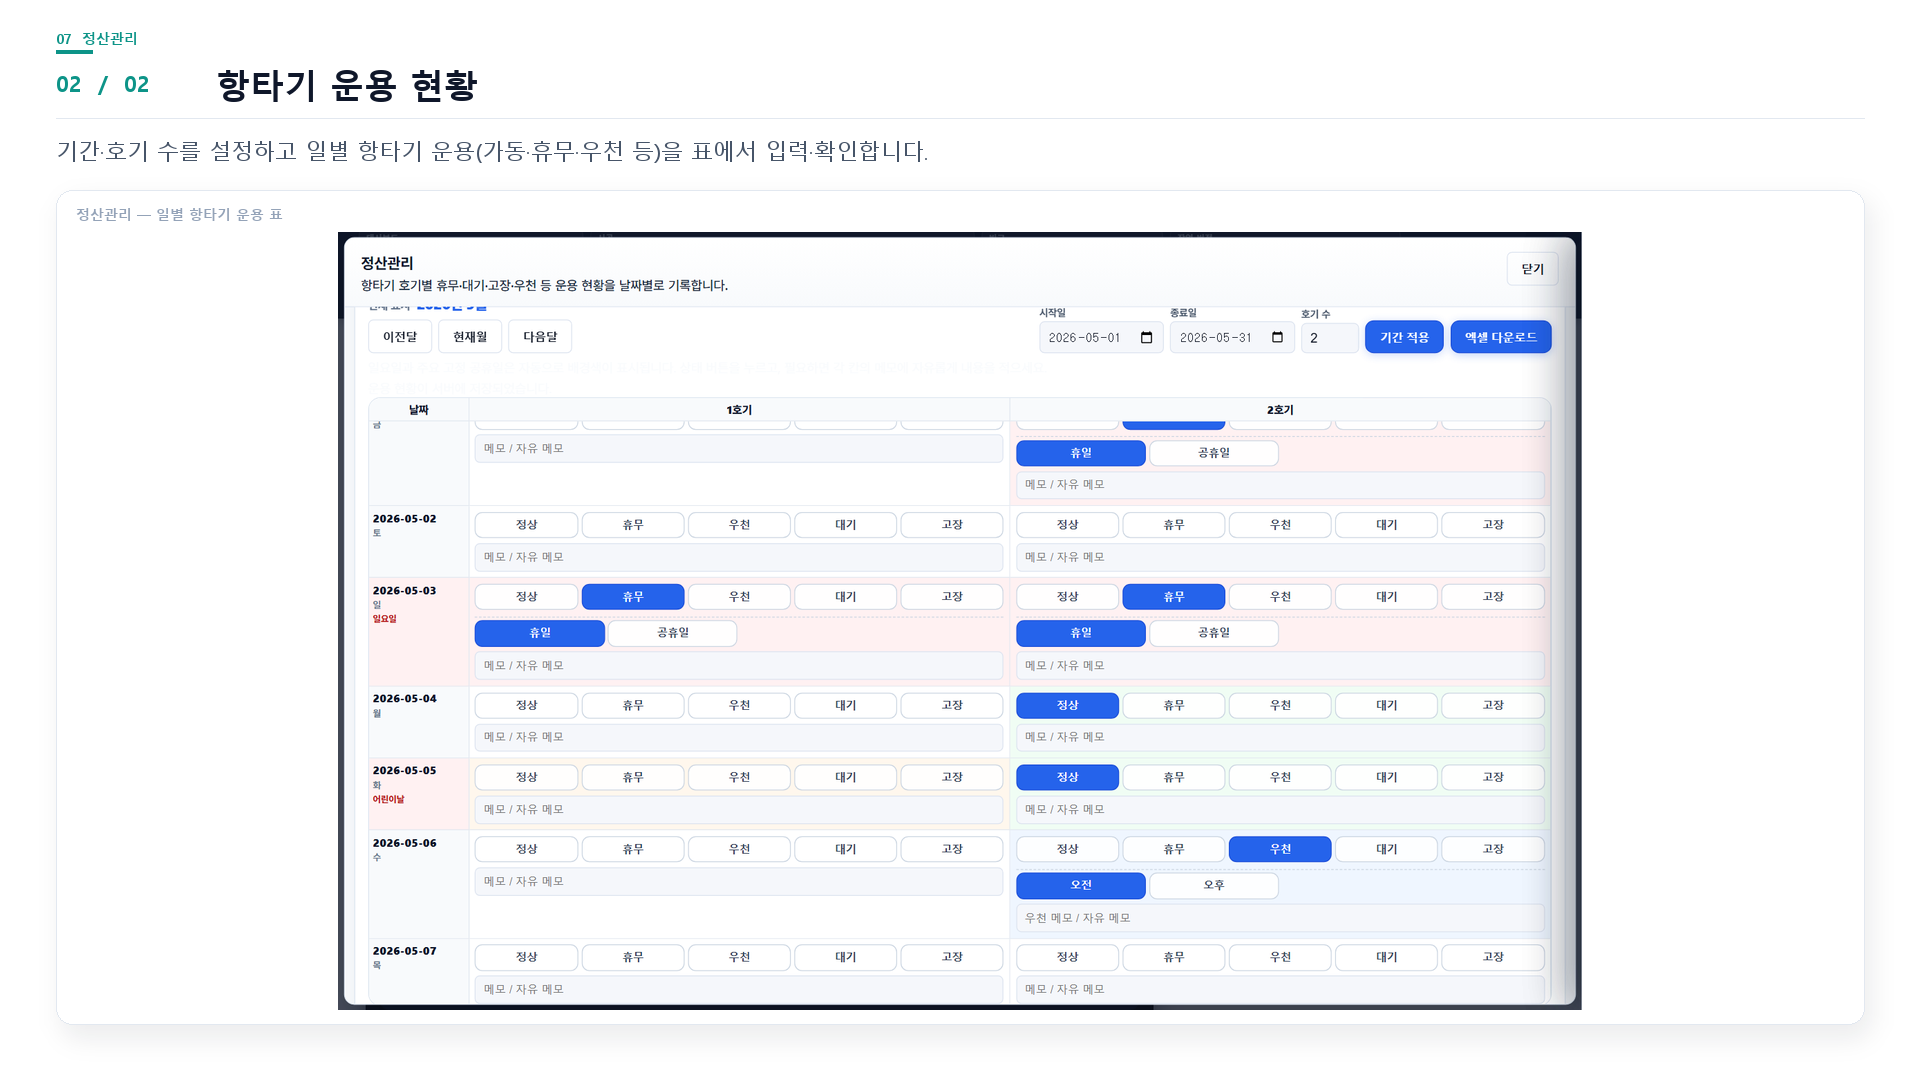 07 정산관리
02 / 02 항타기 운용 현황
기간·호기 수를 설정하고 일별 항타기 운용(가동·휴무·우천 등)을 표에서 입력·확인합니다.
정산관리 — 일별 항타기 운용 표
정산관리
항타기 호기별 휴무·대기·고장·우천 등 운용 현황을 날짜별로 기록합니다.
닫기
이전달 현재월 다음달
시작일 종료일 호기 수
2026-05-01 2026-05-31 2 기간 적용 엑셀 다운로드
날짜 1호기 2호기
금
메모 / 자유 메모
휴일 공휴일
메모 / 자유 메모
2026-05-02
토
정상 휴무 우천 대기 고장 정상 휴무 우천 대기 고장
메모 / 자유 메모 메모 / 자유 메모
2026-05-03
일
일요일
정상 휴무 우천 대기 고장 정상 휴무 우천 대기 고장
휴일 공휴일 휴일 공휴일
메모 / 자유 메모 메모 / 자유 메모
2026-05-04
월
정상 휴무 우천 대기 고장 정상 휴무 우천 대기 고장
메모 / 자유 메모 메모 / 자유 메모
2026-05-05
화
어린이날
정상 휴무 우천 대기 고장 정상 휴무 우천 대기 고장
메모 / 자유 메모 메모 / 자유 메모
2026-05-06
수
정상 휴무 우천 대기 고장 정상 휴무 우천 대기 고장
메모 / 자유 메모 오전 오후
우천 메모 / 자유 메모
2026-05-07
목
정상 휴무 우천 대기 고장 정상 휴무 우천 대기 고장
메모 / 자유 메모 메모 / 자유 메모